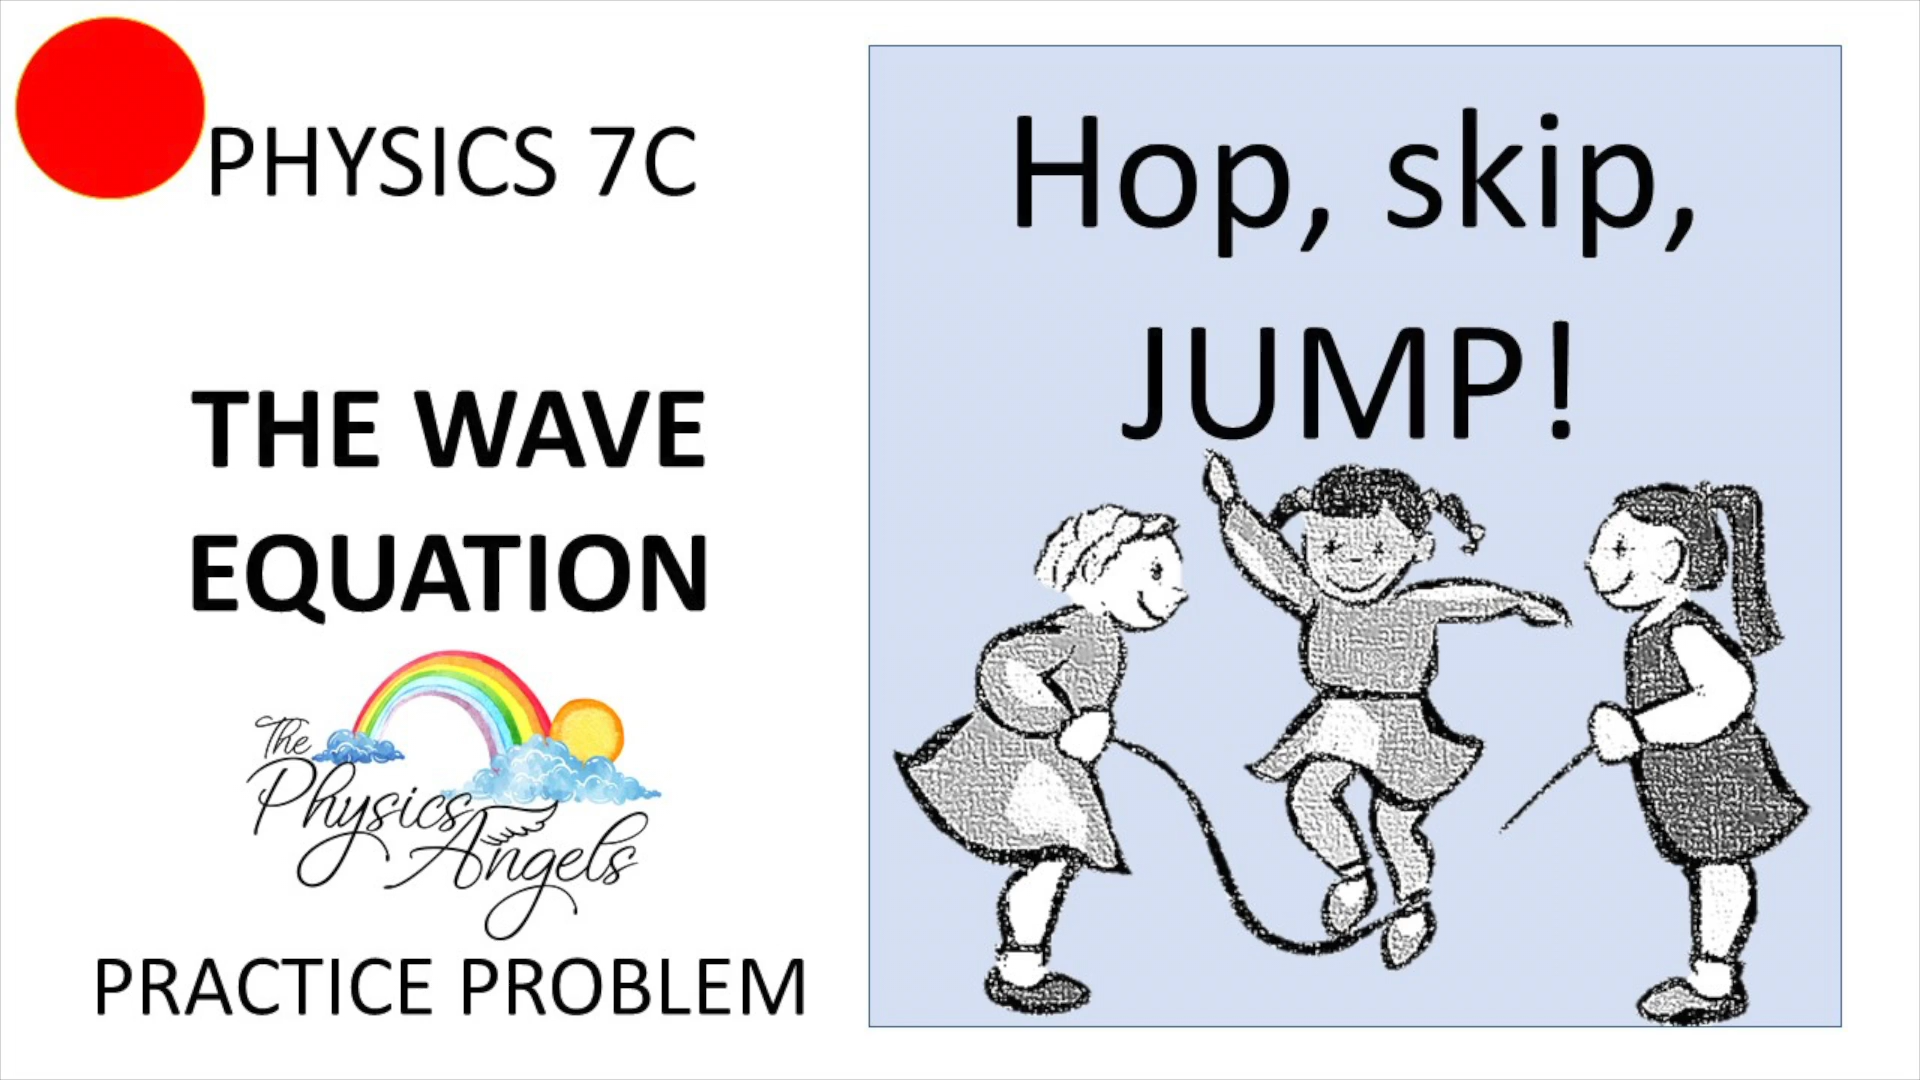 PHYSICS 7C
THE WAVE
EQUATION
The
Physics
Angels
PRACTICE PROBLEM
Hop, skip,
JUMP!